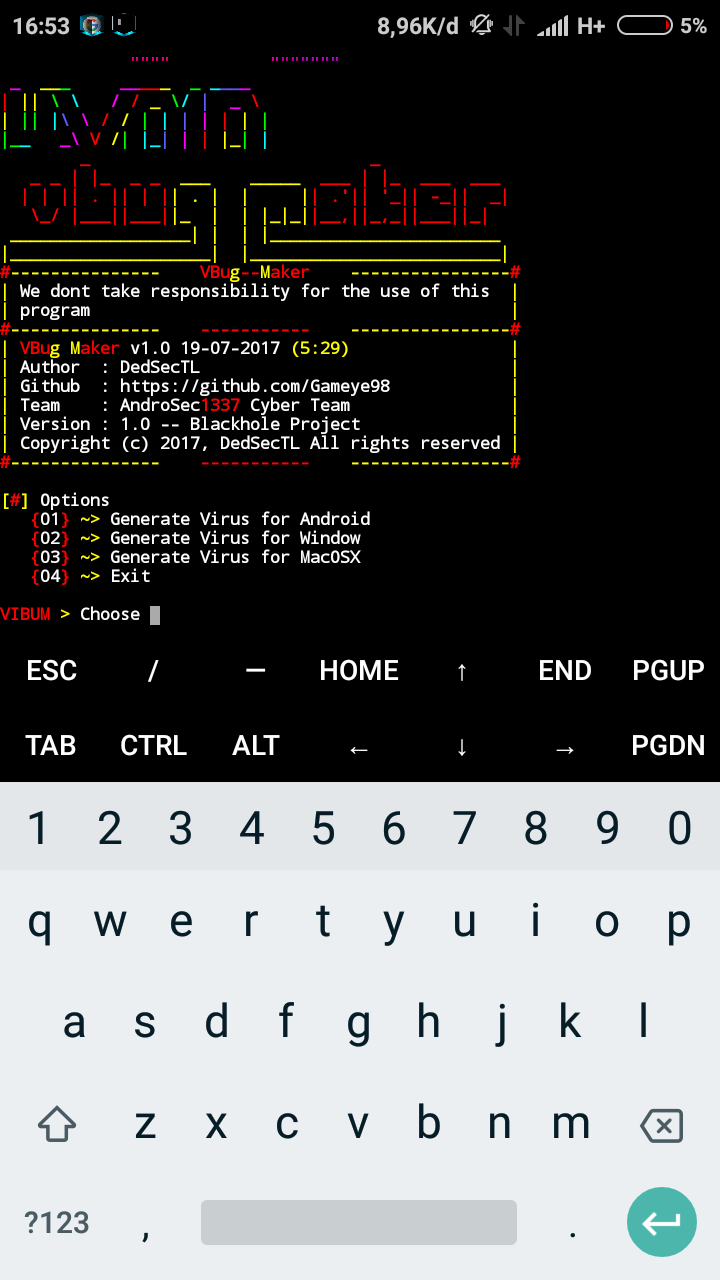 16:53 8,96K/d H+ 5%
#--------------- VBug--Maker ----------------#
| We dont take responsibility for the use of this |
| program |
#--------------- ----------- ----------------#
| VBug Maker v1.0 19-07-2017 (5:29) |
| Author : DedSecTL |
| Github : https://github.com/Gameye98 |
| Team : AndroSec1337 Cyber Team |
| Version : 1.0 -- Blackhole Project |
| Copyright (c) 2017, DedSecTL All rights reserved |
#--------------- ----------- ----------------#
[#] Options
{01} ~> Generate Virus for Android
{02} ~> Generate Virus for Window
{03} ~> Generate Virus for MacOSX
{04} ~> Exit
VIBUM > Choose
ESC / — HOME ↑ END PGUP
TAB CTRL ALT ← ↓ → PGDN
1 2 3 4 5 6 7 8 9 0
q w e r t y u i o p
a s d f g h j k l
z x c v b n m
?123 , .